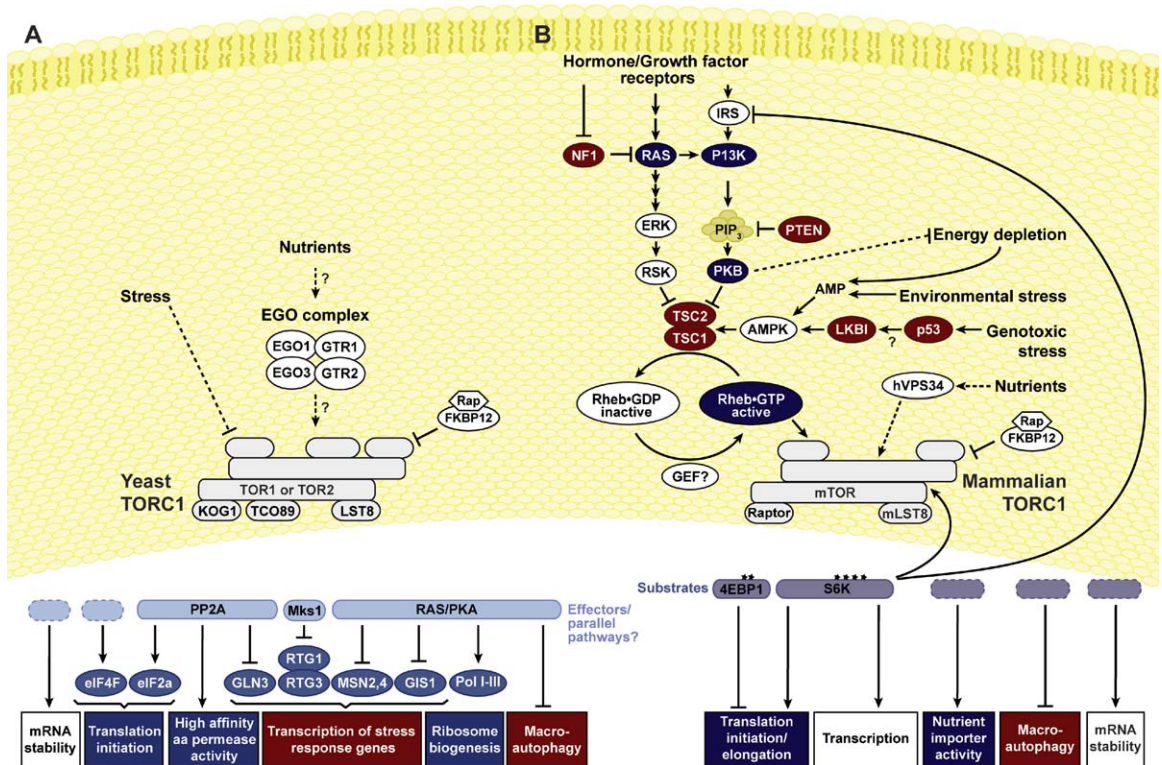 A
Nutrients
?
Stress
EGO complex
EGO1
GTR1
EGO3
GTR2
?
Rap
FKBP12
Yeast
TORC1
TOR1 or TOR2
KOG1
TCO89
LST8
PP2A
Mks1
RAS/PKA
Effectors/
parallel
pathways?
RTG1
eIF4F
eIF2a
GLN3
RTG3
MSN2,4
GIS1
Pol I-III
mRNA
stability
Translation
initiation
High affinity
aa permease
activity
Transcription of stress
response genes
Ribosome
biogenesis
Macro-
autophagy
B
Hormone/Growth factor
receptors
IRS
NF1
RAS
P13K
ERK
PIP3
PTEN
Energy depletion
RSK
PKB
AMP
Environmental stress
TSC2
TSC1
AMPK
LKBI
p53
Genotoxic
stress
?
hVPS34
Nutrients
Rheb•GDP
inactive
Rheb•GTP
active
Rap
FKBP12
GEF?
Mammalian
TORC1
mTOR
Raptor
mLST8
Substrates
4EBP1
S6K
Translation
initiation/
elongation
Transcription
Nutrient
importer
activity
Macro-
autophagy
mRNA
stability